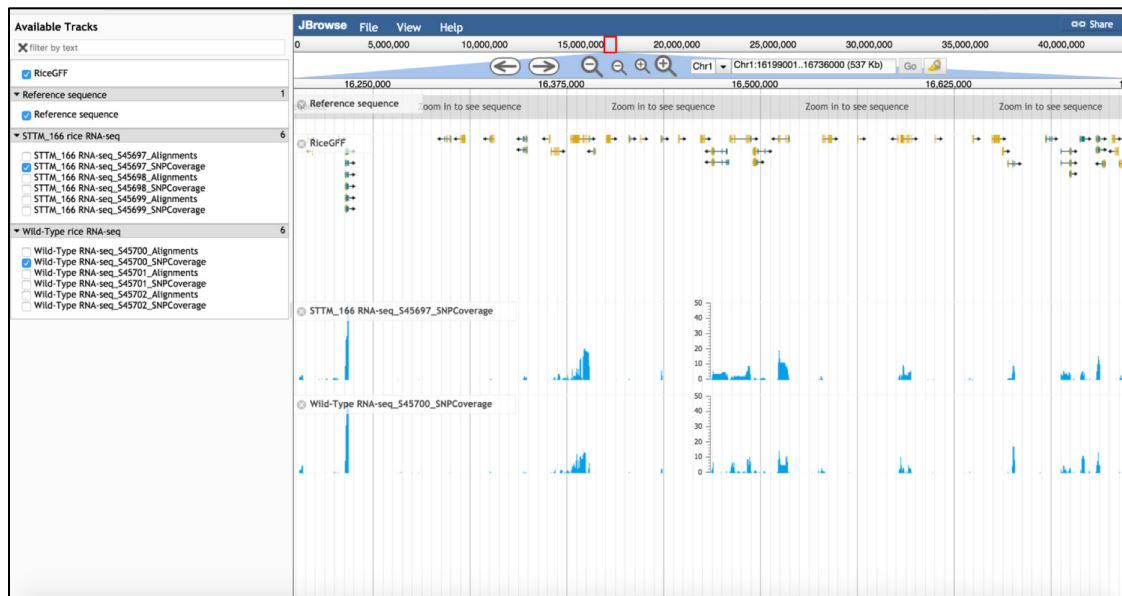 Available Tracks
filter by text
RiceGFF
Reference sequence 1
Reference sequence
STTM_166 rice RNA-seq 6
STTM_166 RNA-seq_S45697_Alignments
STTM_166 RNA-seq_S45697_SNPCoverage
STTM_166 RNA-seq_S45698_Alignments
STTM_166 RNA-seq_S45698_SNPCoverage
STTM_166 RNA-seq_S45699_Alignments
STTM_166 RNA-seq_S45699_SNPCoverage
Wild-Type rice RNA-seq 6
Wild-Type RNA-seq_S45700_Alignments
Wild-Type RNA-seq_S45700_SNPCoverage
Wild-Type RNA-seq_S45701_Alignments
Wild-Type RNA-seq_S45701_SNPCoverage
Wild-Type RNA-seq_S45702_Alignments
Wild-Type RNA-seq_S45702_SNPCoverage
JBrowse File View Help Share
0 5,000,000 10,000,000 15,000,000 20,000,000 25,000,000 30,000,000 35,000,000 40,000,000
Chr1 Chr1:16199001..16736000 (537 Kb) Go
16,250,000 16,375,000 16,500,000 16,625,000
Reference sequence Zoom in to see sequence Zoom in to see sequence Zoom in to see sequence Zoom in to see sequence
RiceGFF
STTM_166 RNA-seq_S45697_SNPCoverage
50
40
30
20
10
0
Wild-Type RNA-seq_S45700_SNPCoverage
50
40
30
20
10
0